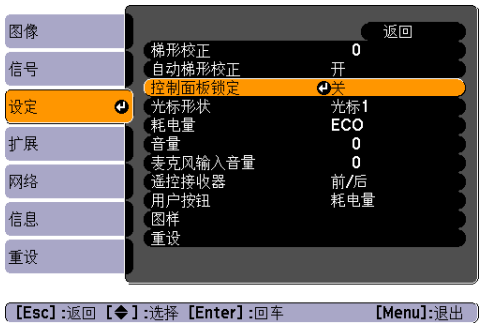 图像
信号
设定
扩展
网络
信息
重设
返回
梯形校正 0
自动梯形校正 开
控制面板锁定 关
光标形状 光标1
耗电量 ECO
音量 0
麦克风输入音量 0
遥控接收器 前/后
用户按钮 耗电量
图样
重设
[Esc]:返回 [◆]:选择 [Enter]:回车 [Menu]:退出